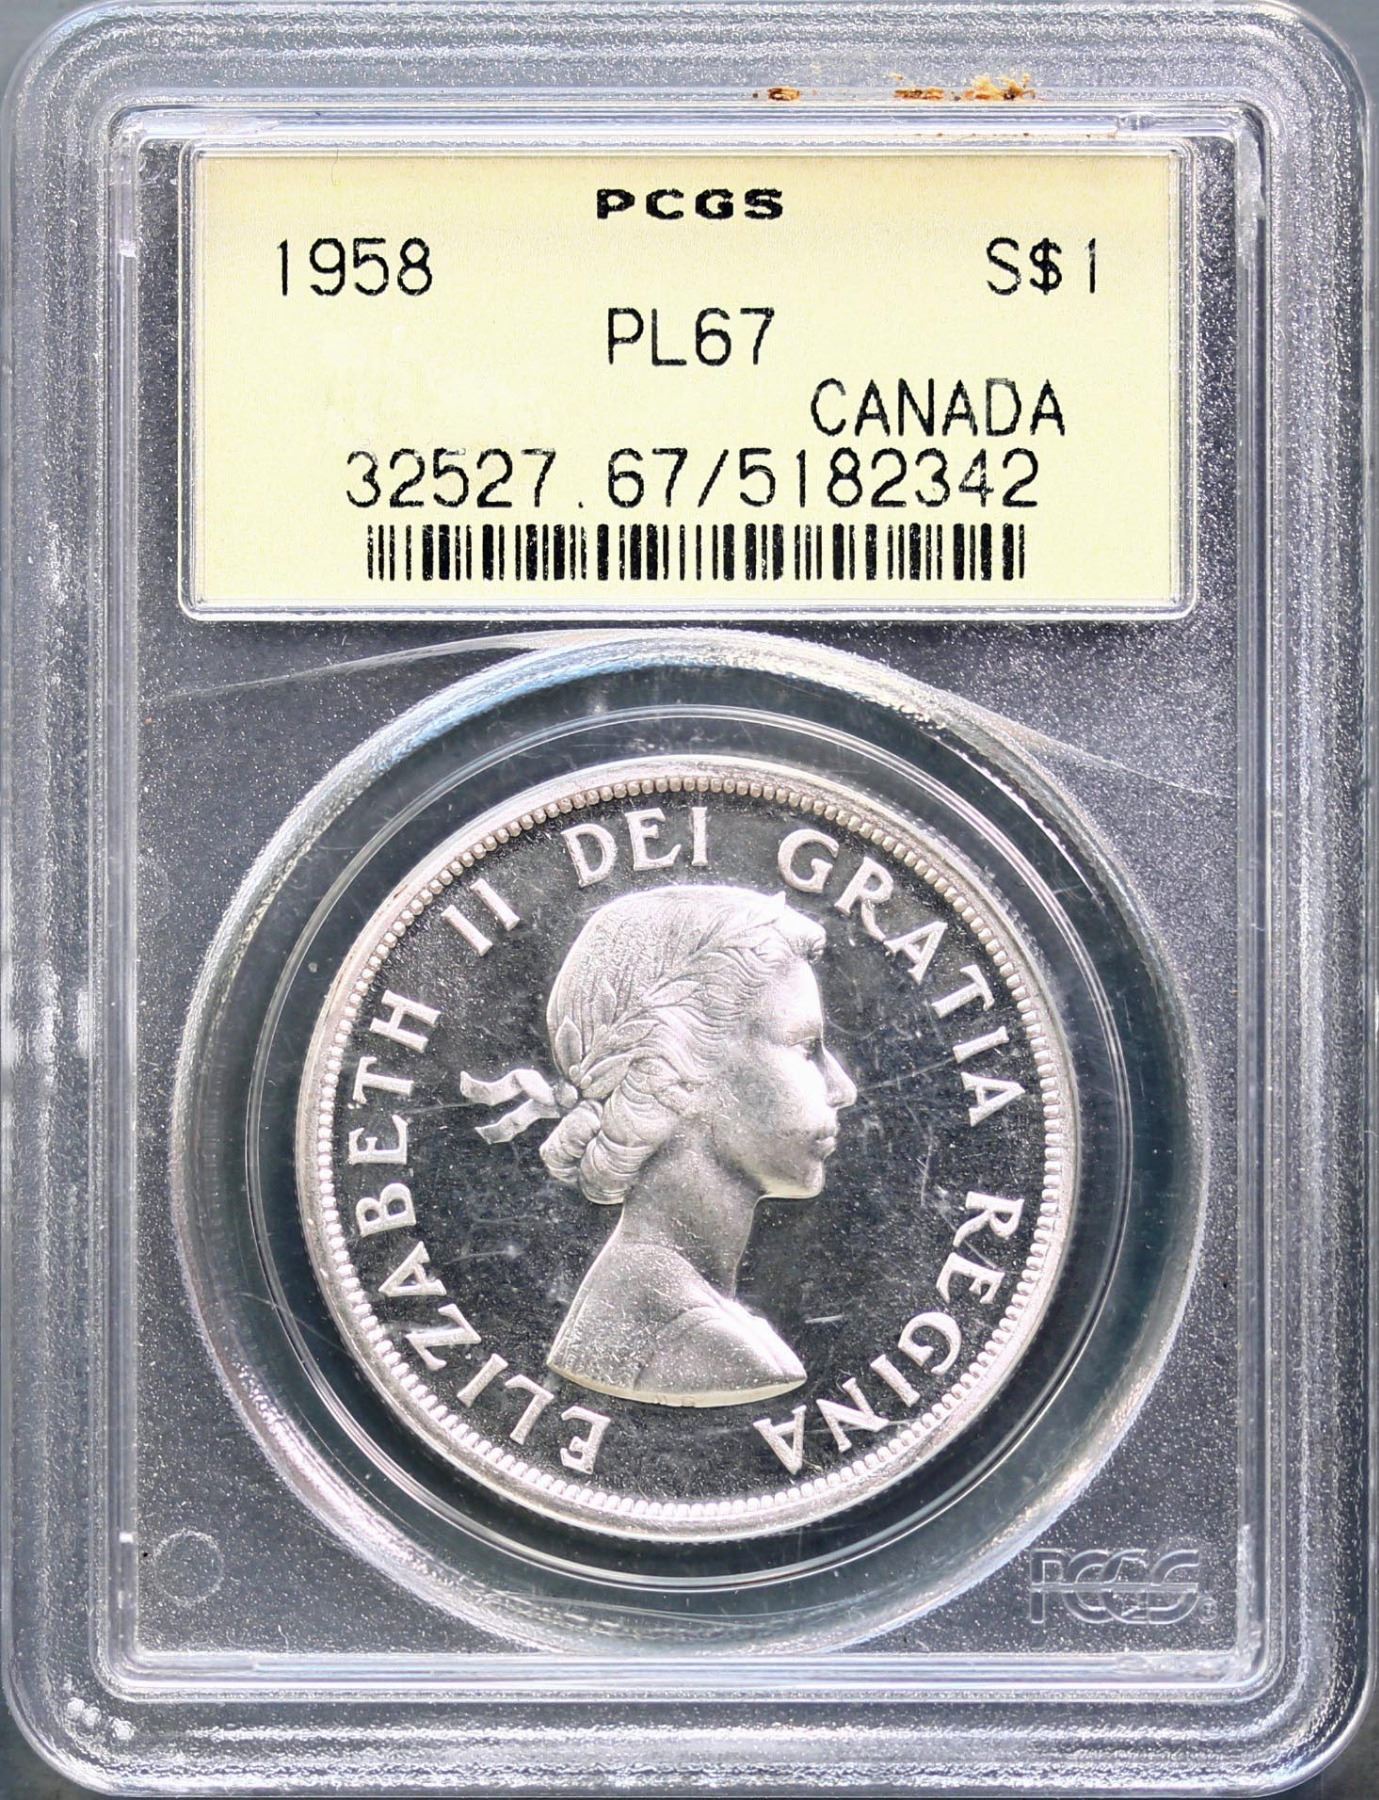 PCGS
1958 S$1
PL67
CANADA
32527.67/5182342
ELIZABETH II DEI GRATIA REGINA
PCGS